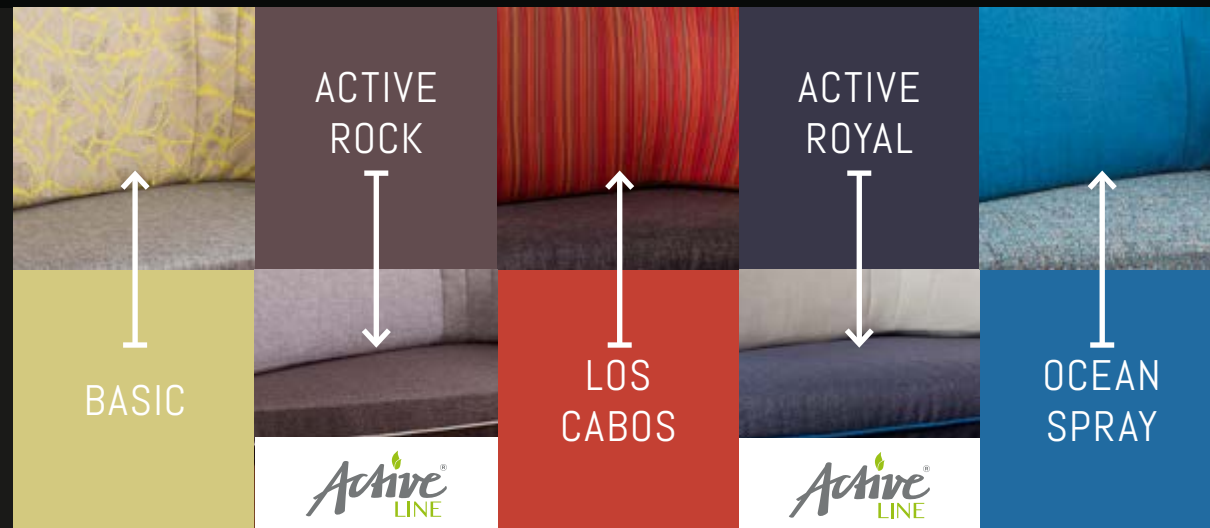 ACTIVE
ROCK
ACTIVE
ROYAL
BASIC
LOS
CABOS
OCEAN
SPRAY
Active®
LINE
Active®
LINE